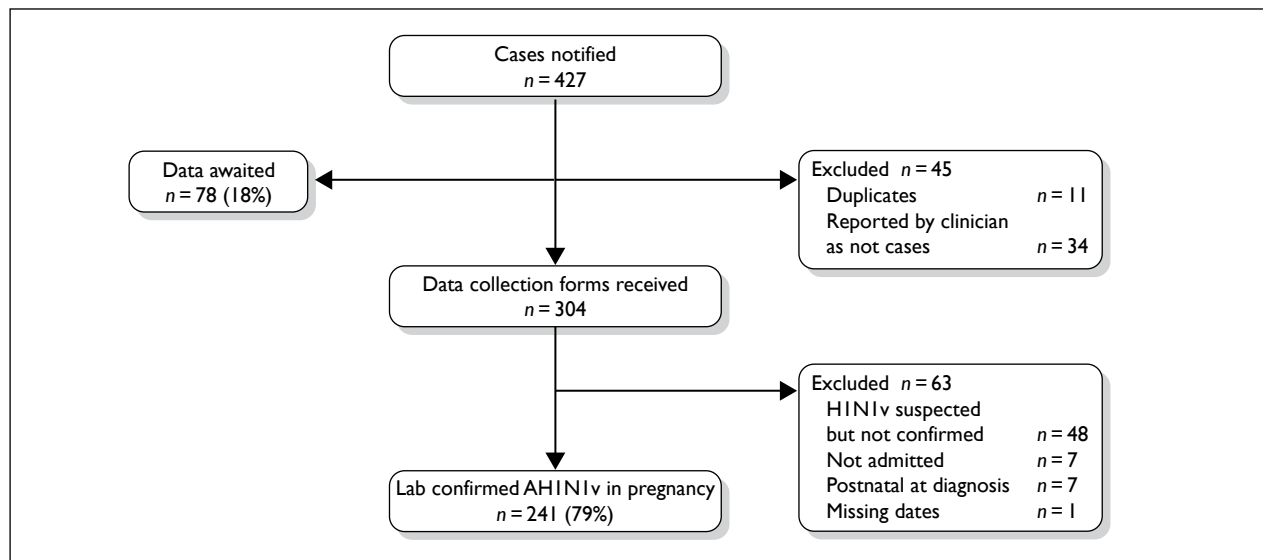 Cases notified
n = 427
Data awaited
n = 78 (18%)
Excluded n = 45
Duplicates n = 11
Reported by clinician
as not cases n = 34
Data collection forms received
n = 304
Excluded n = 63
H1N1v suspected
but not confirmed n = 48
Not admitted n = 7
Postnatal at diagnosis n = 7
Missing dates n = 1
Lab confirmed AH1N1v in pregnancy
n = 241 (79%)